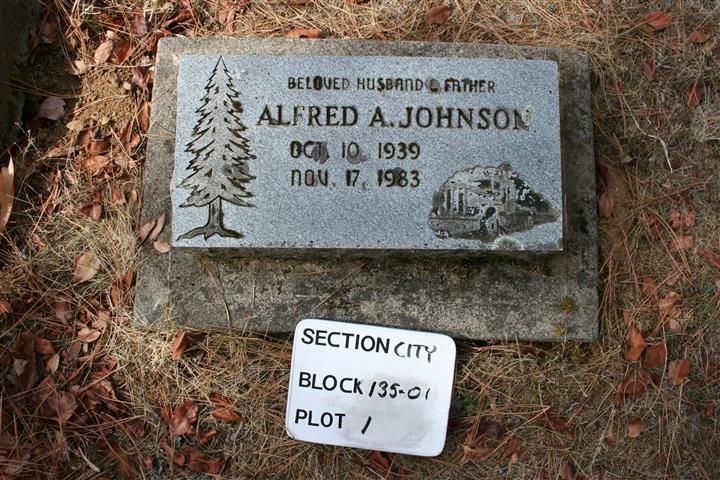 BELOVED HUSBAND & FATHER
ALFRED A. JOHNSON
OCT. 10, 1939
NOV. 17, 1983
SECTION CITY
BLOCK 135-01
PLOT 1